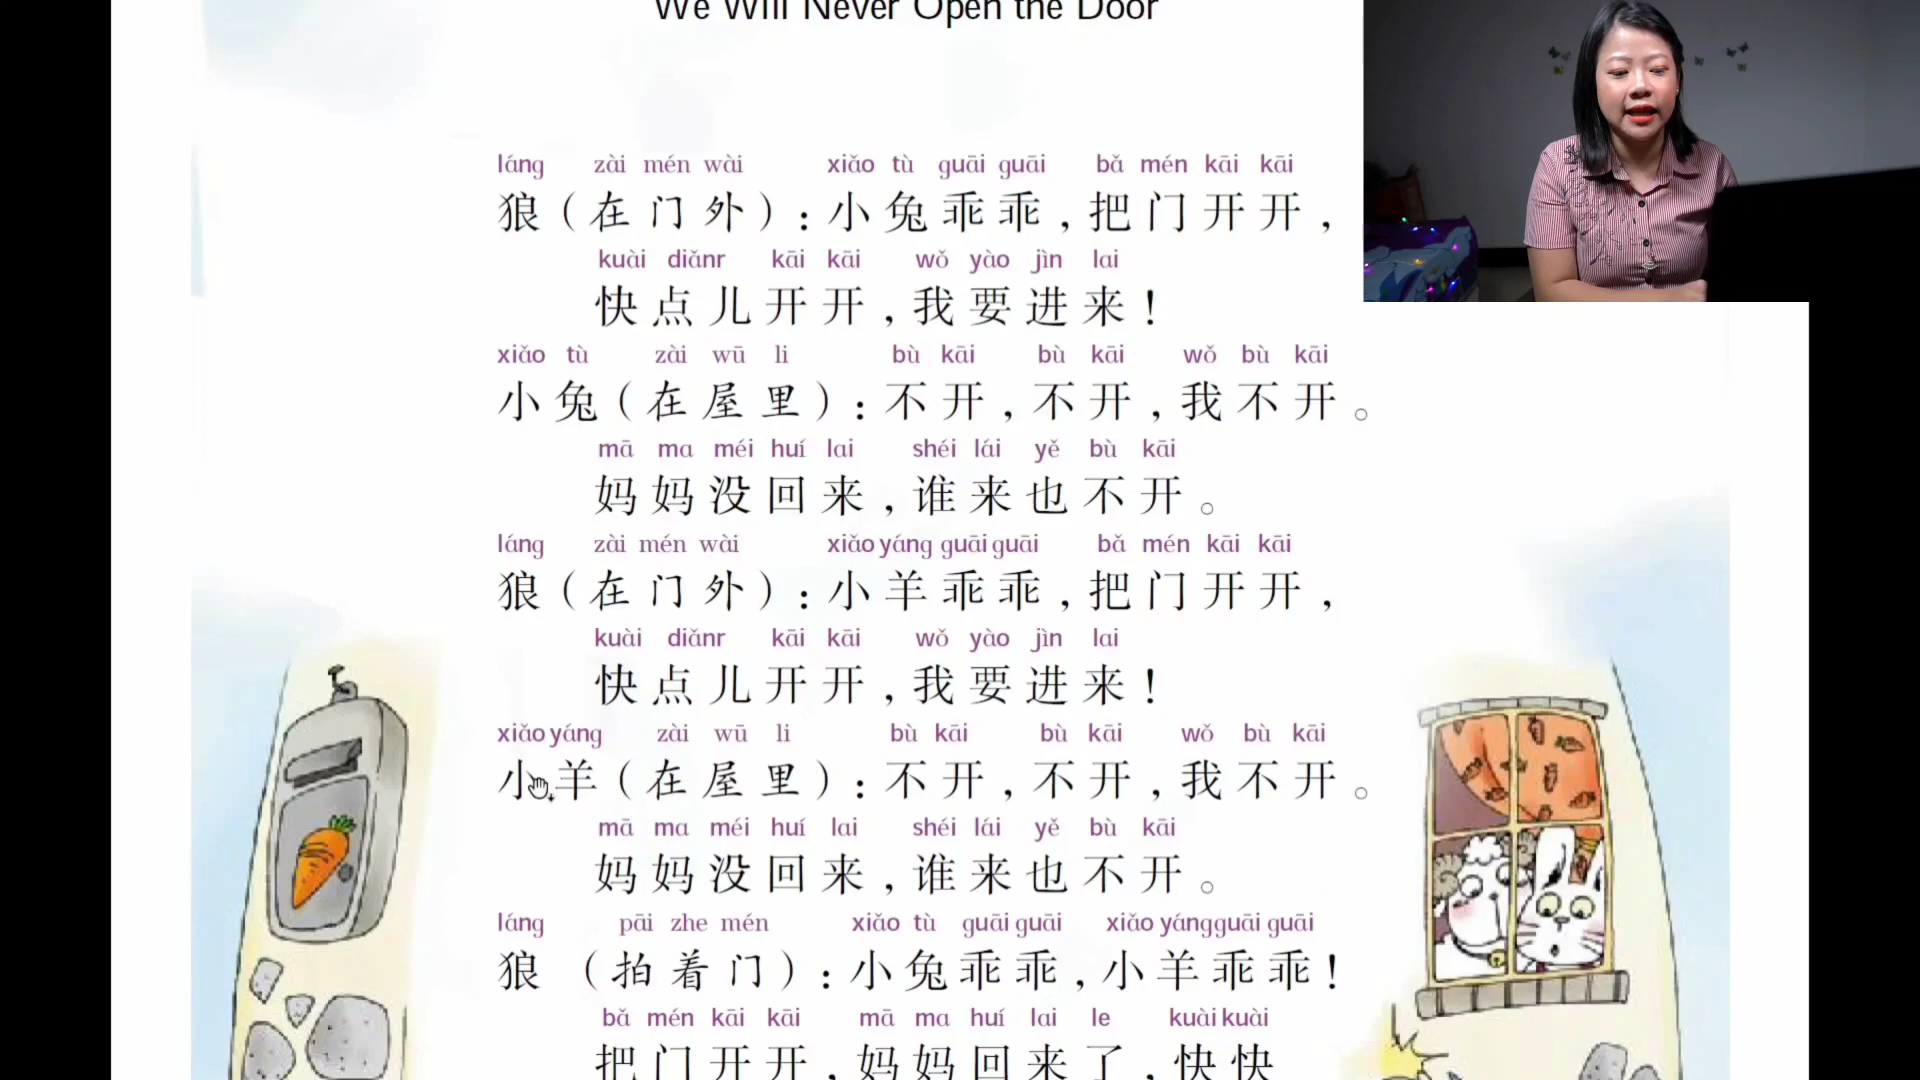 We Will Never Open the Door
láng zài mén wài xiǎo tù guāi guāi bǎ mén kāi kāi
狼（在门外）：小兔乖乖，把门开开，
kuài diǎnr kāi kāi wǒ yào jìn lai
快点儿开开，我要进来！
xiǎo tù zài wū li bù kāi bù kāi wǒ bù kāi
小兔（在屋里）：不开，不开，我不开。
mā ma méi huí lai shéi lái yě bù kāi
妈妈没回来，谁来也不开。
láng zài mén wài xiǎo yáng guāi guāi bǎ mén kāi kāi
狼（在门外）：小羊乖乖，把门开开，
kuài diǎnr kāi kāi wǒ yào jìn lai
快点儿开开，我要进来！
xiǎo yáng zài wū li bù kāi bù kāi wǒ bù kāi
小羊（在屋里）：不开，不开，我不开。
mā ma méi huí lai shéi lái yě bù kāi
妈妈没回来，谁来也不开。
láng pāi zhe mén xiǎo tù guāi guāi xiǎo yáng guāi guāi
狼（拍着门）：小兔乖乖，小羊乖乖！
bǎ mén kāi kāi mā ma huí lai le kuài kuài
把门开开，妈妈回来了，快快